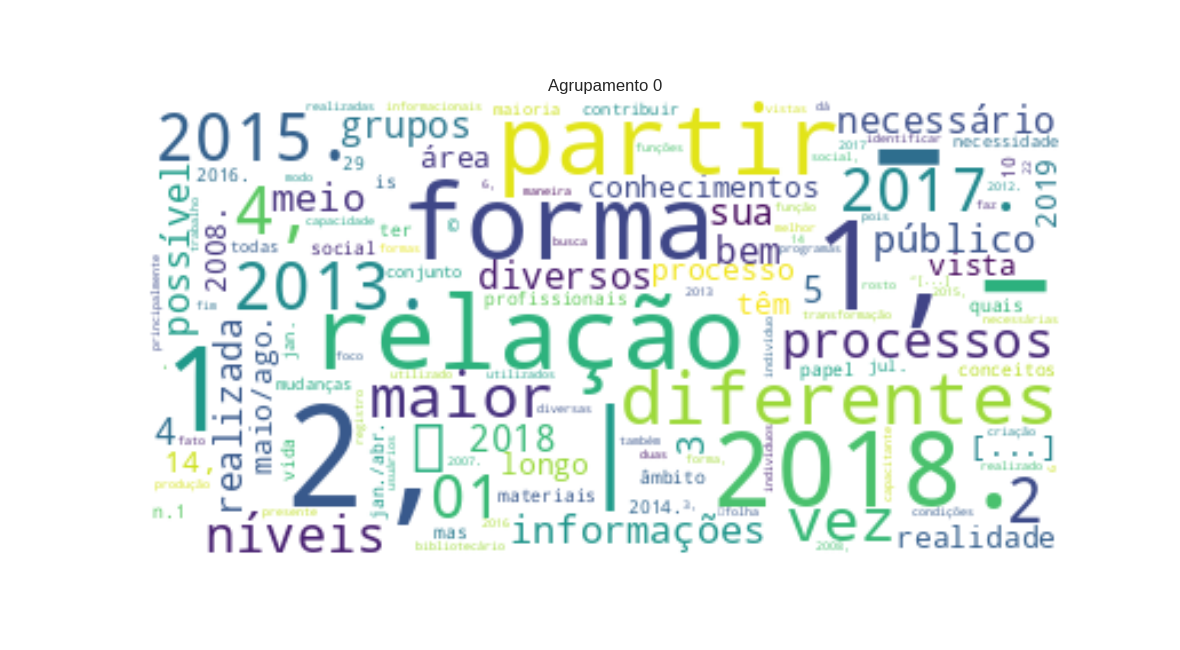 Agrupamento 0
realizadas
informacionais
maioria
contribuir
vistas
dá
2015.
grupos
partir
necessário
identificar
necessidade
29
área
funções
2017
social,
–
10
22
2016.
modo
is
6,
maneira
conhecimentos
2017.
2012.
2019
possível
trabalho
2008.
4,
meio
capacidade
ter
©
forma
sua
função
pois
faz
melhor
14
todas
social
formas
busca
bem
programas
1,
público
principalmente
2013.
conjunto
diversos
processo
vista
"[...]
–
fim
profissionais
2013
têm
5
rosto
2015,
quais
transformação
necessárias
jan.
relação
indivíduo
processos
realizada
maio/ago.
foco
1
mudanças
utilizado
utilizados
papel
jul.
conceitos
maior
diversas
diferentes
registro
2,
4
fato
vida
jan./abr.
usuários
2018
|
também
duas
3
indivíduos
2018.
capacitante
criação
[...]
14,
2007.
longo
realizado
6
produção
01
materiais
âmbito
2
n.1
presente
2016
2014.
3,
folha
condições
níveis
mas
informações
vez
realidade
bibliotecário
forma,
2008,